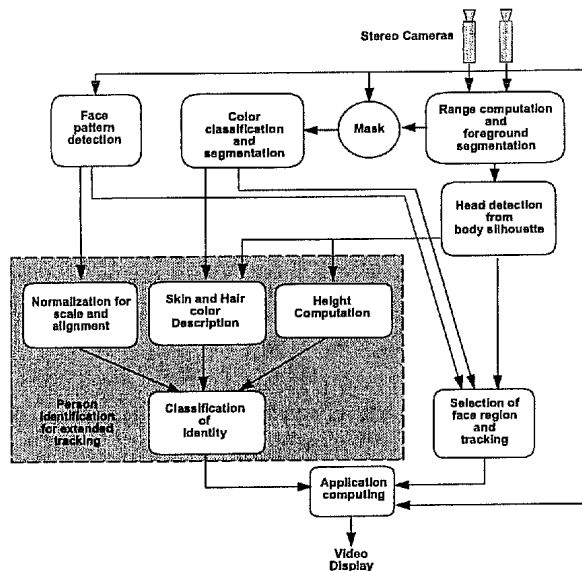 Stereo Cameras
Face
pattern
detection
Color
classification
and
segmentation
Mask
Range computation
and
foreground
segmentation
Head detection
from
body silhouette
Normalization for
scale and
alignment
Skin and Hair
color
Description
Height
Computation
Person
identification
for extended
tracking
Classification
of
Identity
Selection of
face region
and
tracking
Application
computing
Video
Display